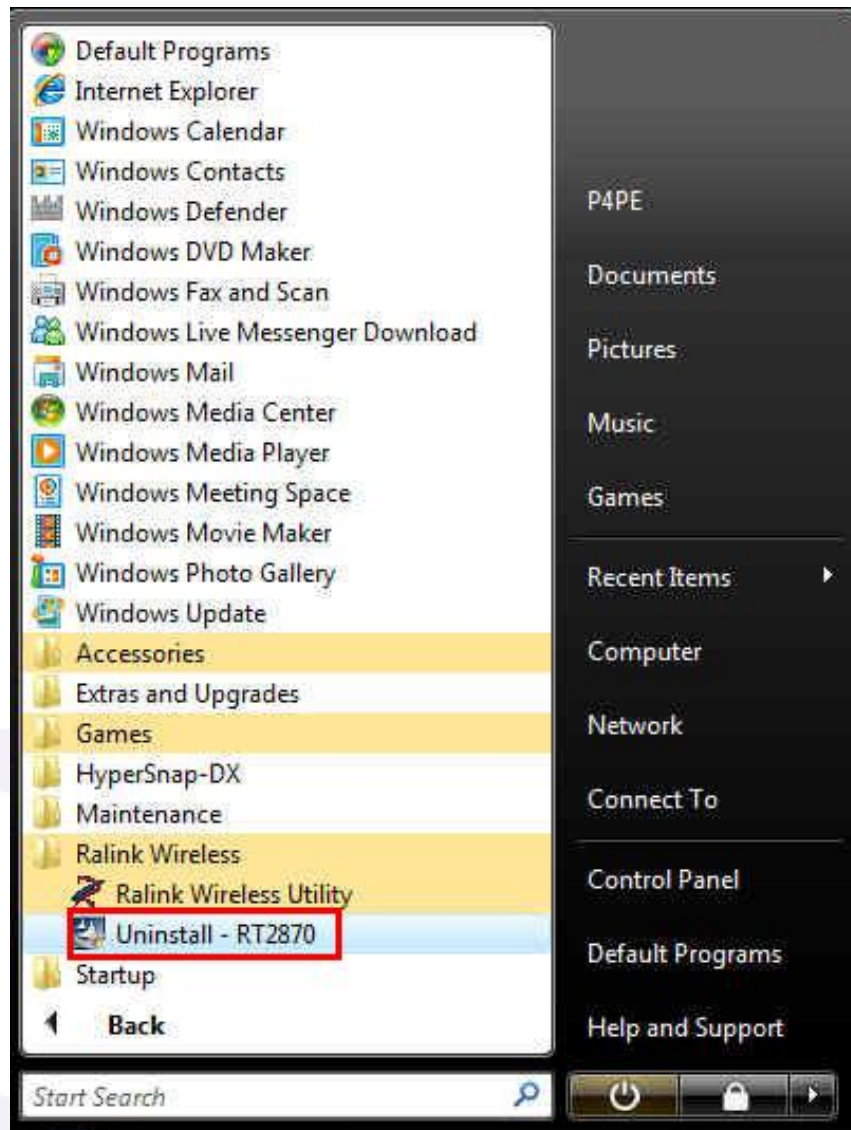 Default Programs
Internet Explorer
Windows Calendar
Windows Contacts
Windows Defender
Windows DVD Maker
Windows Fax and Scan
Windows Live Messenger Download
Windows Mail
Windows Media Center
Windows Media Player
Windows Meeting Space
Windows Movie Maker
Windows Photo Gallery
Windows Update
Accessories
Extras and Upgrades
Games
HyperSnap-DX
Maintenance
Ralink Wireless
Ralink Wireless Utility
Uninstall - RT2870
Startup
Back
Start Search
P4PE
Documents
Pictures
Music
Games
Recent Items
Computer
Network
Connect To
Control Panel
Default Programs
Help and Support